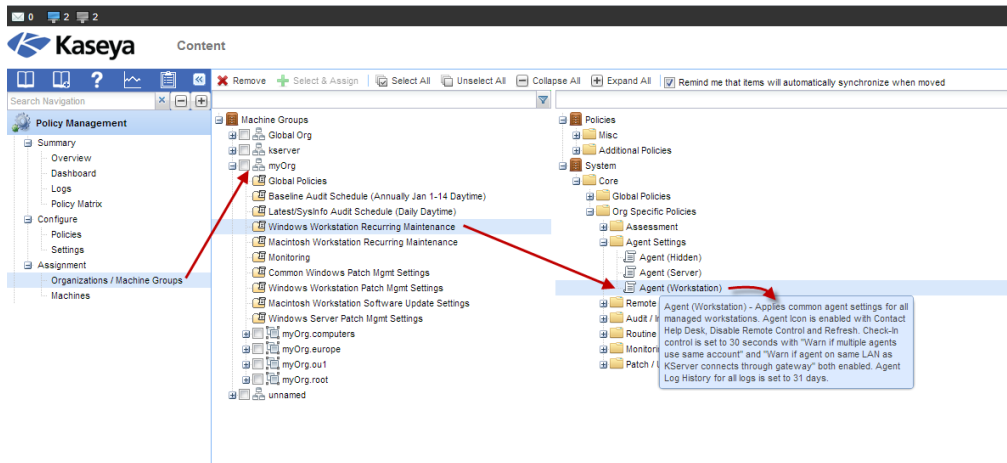 0 2 2
Kaseya Content
Remove Select & Assign Select All Unselect All Collapse All Expand All Remind me that items will automatically synchronize when moved
Search Navigation
Policy Management
Summary
Overview
Dashboard
Logs
Policy Matrix
Configure
Policies
Settings
Assignment
Organizations / Machine Groups
Machines
Machine Groups
Global Org
kserver
myOrg
Global Policies
Baseline Audit Schedule (Annually Jan 1-14 Daytime)
Latest/SysInfo Audit Schedule (Daily Daytime)
Windows Workstation Recurring Maintenance
Macintosh Workstation Recurring Maintenance
Monitoring
Common Windows Patch Mgmt Settings
Windows Workstation Patch Mgmt Settings
Macintosh Workstation Software Update Settings
Windows Server Patch Mgmt Settings
myOrg.computers
myOrg.europe
myOrg.ou1
myOrg.root
unnamed
Policies
Misc
Additional Policies
System
Core
Global Policies
Org Specific Policies
Assessment
Agent Settings
Agent (Hidden)
Agent (Server)
Agent (Workstation)
Remote
Audit / I
Routine
Monitori
Patch / U
Agent (Workstation) - Applies common agent settings for all
managed workstations. Agent Icon is enabled with Contact
Help Desk, Disable Remote Control and Refresh. Check-In
control is set to 30 seconds with "Warn if multiple agents
use same account" and "Warn if agent on same LAN as
KServer connects through gateway" both enabled. Agent
Log History for all logs is set to 31 days.